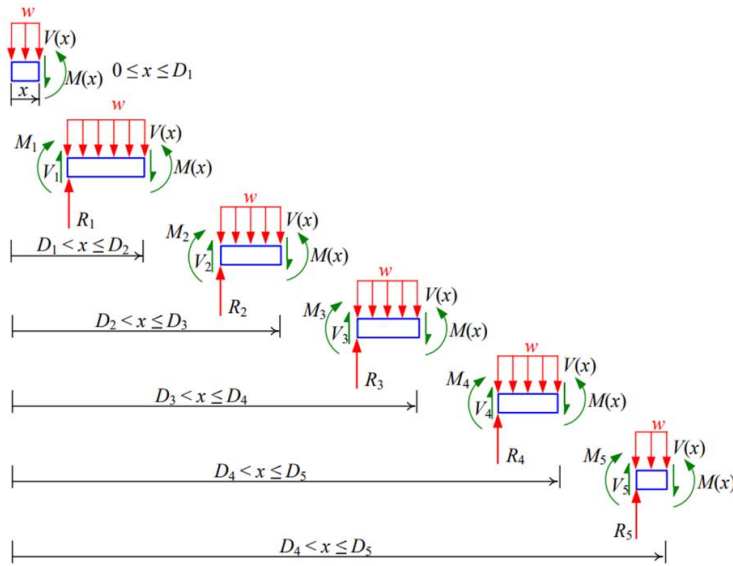 w
V(x)
M(x)
0 ≤ x ≤ D₁
x
w
M₁
V(x)
V₁
M(x)
R₁
D₁ < x ≤ D₂
w
M₂
V(x)
V₂
M(x)
R₂
D₂ < x ≤ D₃
w
M₃
V(x)
V₃
M(x)
R₃
D₃ < x ≤ D₄
w
M₄
V(x)
V₄
M(x)
R₄
D₄ < x ≤ D₅
w
M₅
V(x)
V₅
M(x)
R₅
D₄ < x ≤ D₅